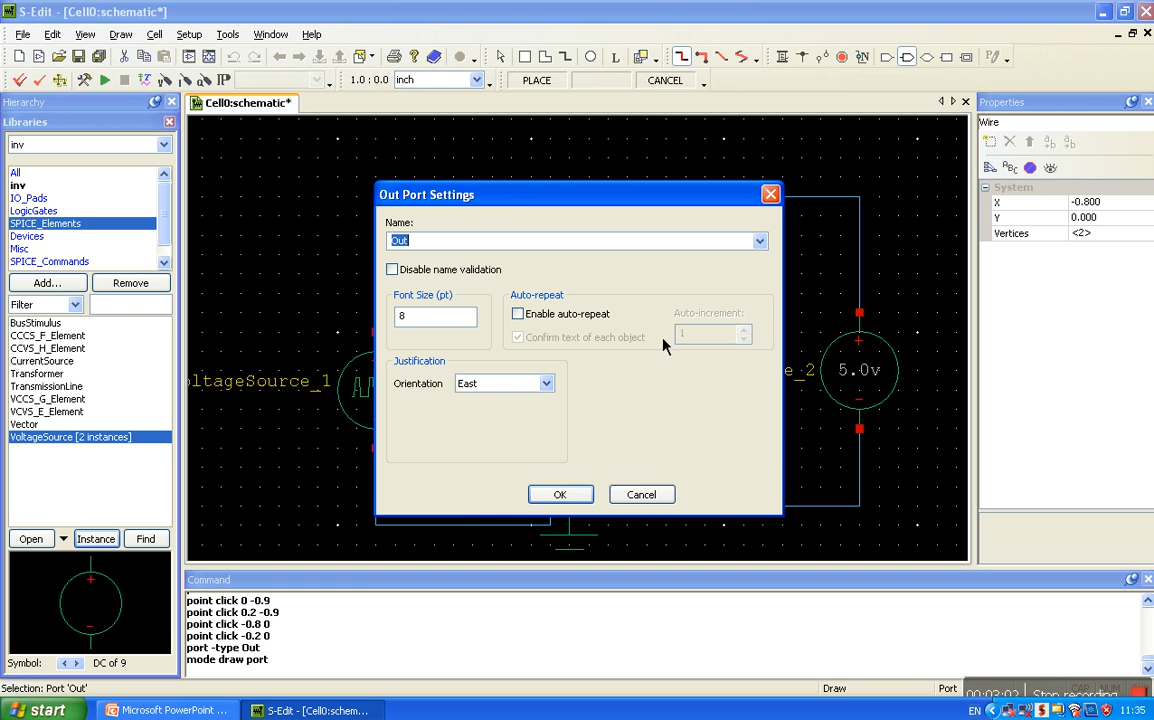 S-Edit - [Cell0:schematic*]
File Edit View Draw Cell Setup Tools Window Help
1.0 : 0.0 inch PLACE CANCEL
Hierarchy
Cell0:schematic*
Properties
Libraries
inv
All
inv
IO_Pads
LogicGates
SPICE_Elements
Devices
Misc
SPICE_Commands
Add... Remove
Filter
BusStimulus
CCCS_F_Element
CCVS_H_Element
CurrentSource
Transformer
TransmissionLine
VCCS_G_Element
VCVS_E_Element
Vector
VoltageSource [2 instances]
Open Instance Find
Symbol: DC of 9
Out Port Settings
Name:
Out
Disable name validation
Font Size (pt)
8
Auto-repeat
Enable auto-repeat
Auto-increment:
Confirm text of each object
1
Justification
Orientation East
OK Cancel
oltageSource_1
e_2
5.0v
Wire
System
X -0.800
Y 0.000
Vertices <2>
Command
point click 0 -0.9
point click 0.2 -0.9
point click -0.8 0
point click -0.2 0
port -type Out
mode draw port
Selection: Port 'Out'
Draw
Port
CAP NUM
00:03:02 Stop recording
start
Microsoft PowerPoint ...
S-Edit - [Cell0:schem...
EN
11:35